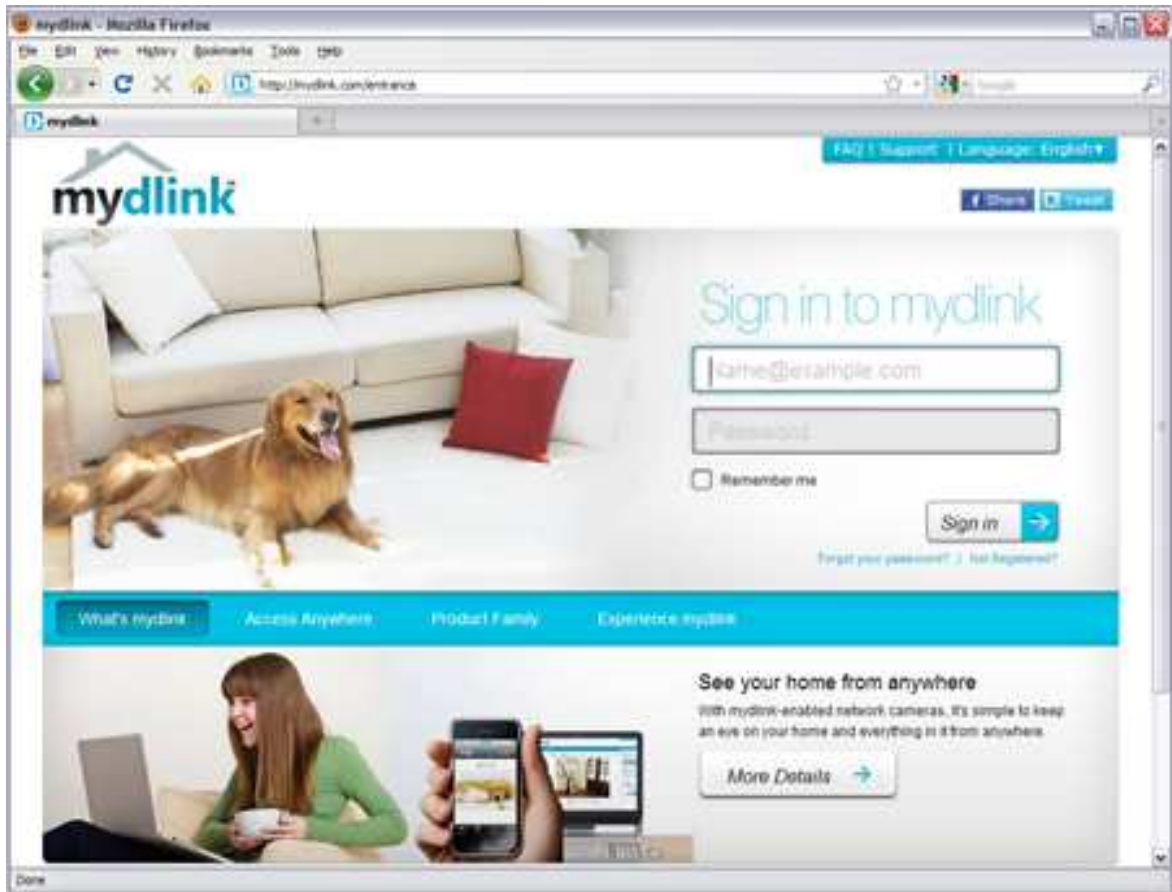 mydlink - Mozilla Firefox
File Edit View History Bookmarks Tools Help
http://mydlink.com/entrance
Google
mydlink
FAQ | Support | Language: English
mydlink
Share Tweet
Sign in to mydlink
Name@example.com
Password
Remember me
Sign in
Forgot your password? | Not Registered?
What's mydlink Access Anywhere Product Family Experience mydlink
See your home from anywhere
With mydlink-enabled network cameras, it's simple to keep
an eye on your home and everything in it from anywhere
More Details
Done